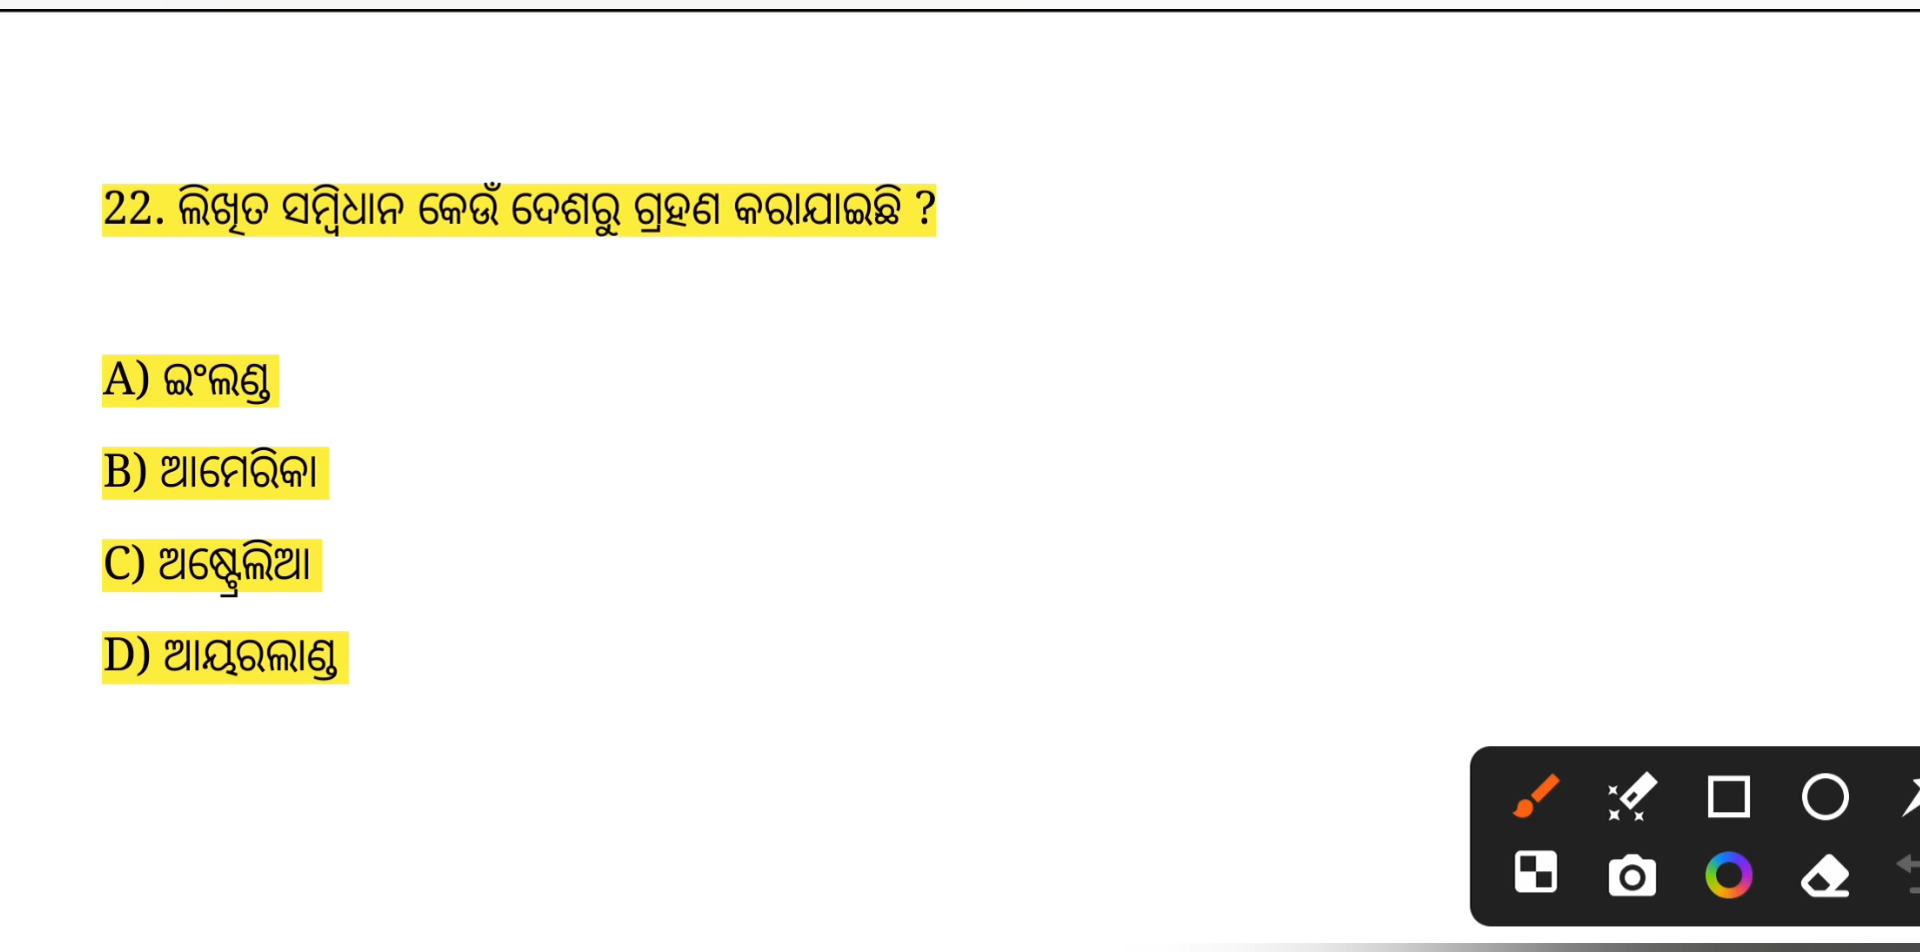 22. ଲିଖିତ ସମ୍ବିଧାନ କେଉଁ ଦେଶରୁ ଗ୍ରହଣ କରାଯାଇଛି ?
A) ଇଂଲଣ୍ଡ
B) ଆମେରିକା
C) ଅଷ୍ଟ୍ରେଲିଆ
D) ଆୟରଲାଣ୍ଡ